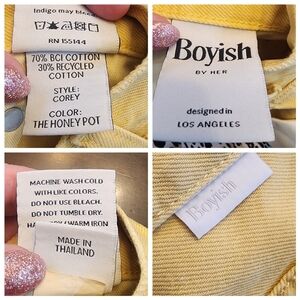 Indigo may bleed
RN 155144
70% BCI COTTON
30% RECYCLED
COTTON
STYLE:
COREY
COLOR:
THE HONEY POT
Boyish
BY HER
designed in
LOS ANGELES
MACHINE WASH COLD
WITH LIKE COLORS.
DO NOT USE BLEACH.
DO NOT TUMBLE DRY.
WARM IRON
MADE IN
THAILAND
Boyish